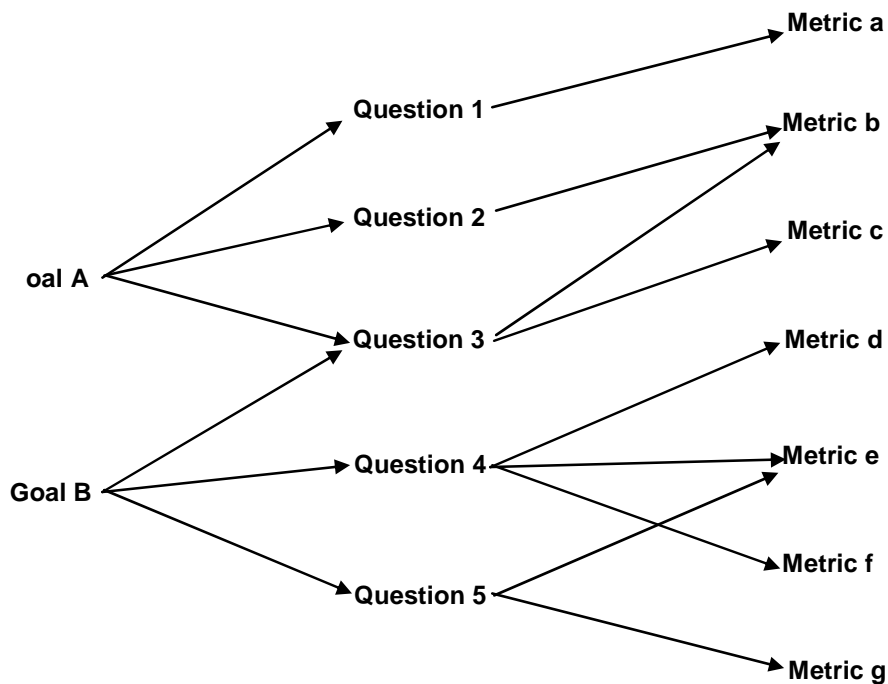 Metric a
Question 1
Metric b
Question 2
Metric c
oal A
Question 3
Metric d
Question 4
Metric e
Goal B
Metric f
Question 5
Metric g